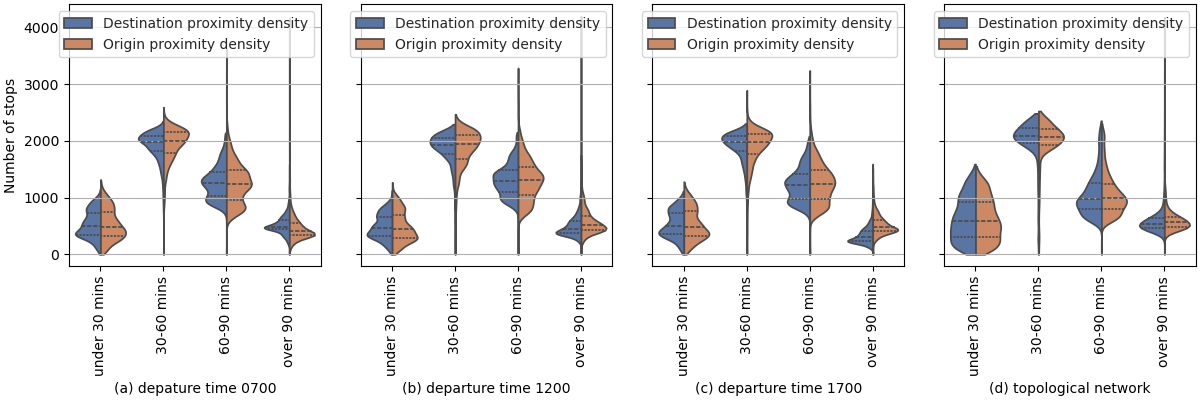 Number of stops
4000
3000
2000
1000
0
Destination proximity density
Origin proximity density
under 30 mins
30-60 mins
60-90 mins
over 90 mins
(a) depature time 0700
Destination proximity density
Origin proximity density
under 30 mins
30-60 mins
60-90 mins
over 90 mins
(b) departure time 1200
Destination proximity density
Origin proximity density
under 30 mins
30-60 mins
60-90 mins
over 90 mins
(c) departure time 1700
Destination proximity density
Origin proximity density
under 30 mins
30-60 mins
60-90 mins
over 90 mins
(d) topological network